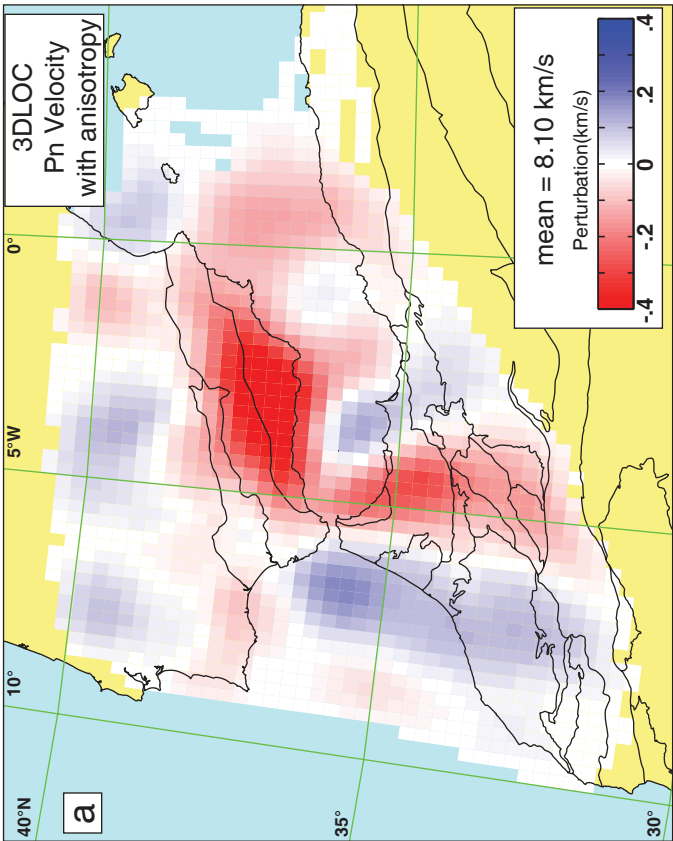 3DLOC
Pn Velocity
with anisotropy
a
40°N
35°
30°
10°
5°W
0°
mean = 8.10 km/s
Perturbation(km/s)
-.4 -.2 0 .2 .4